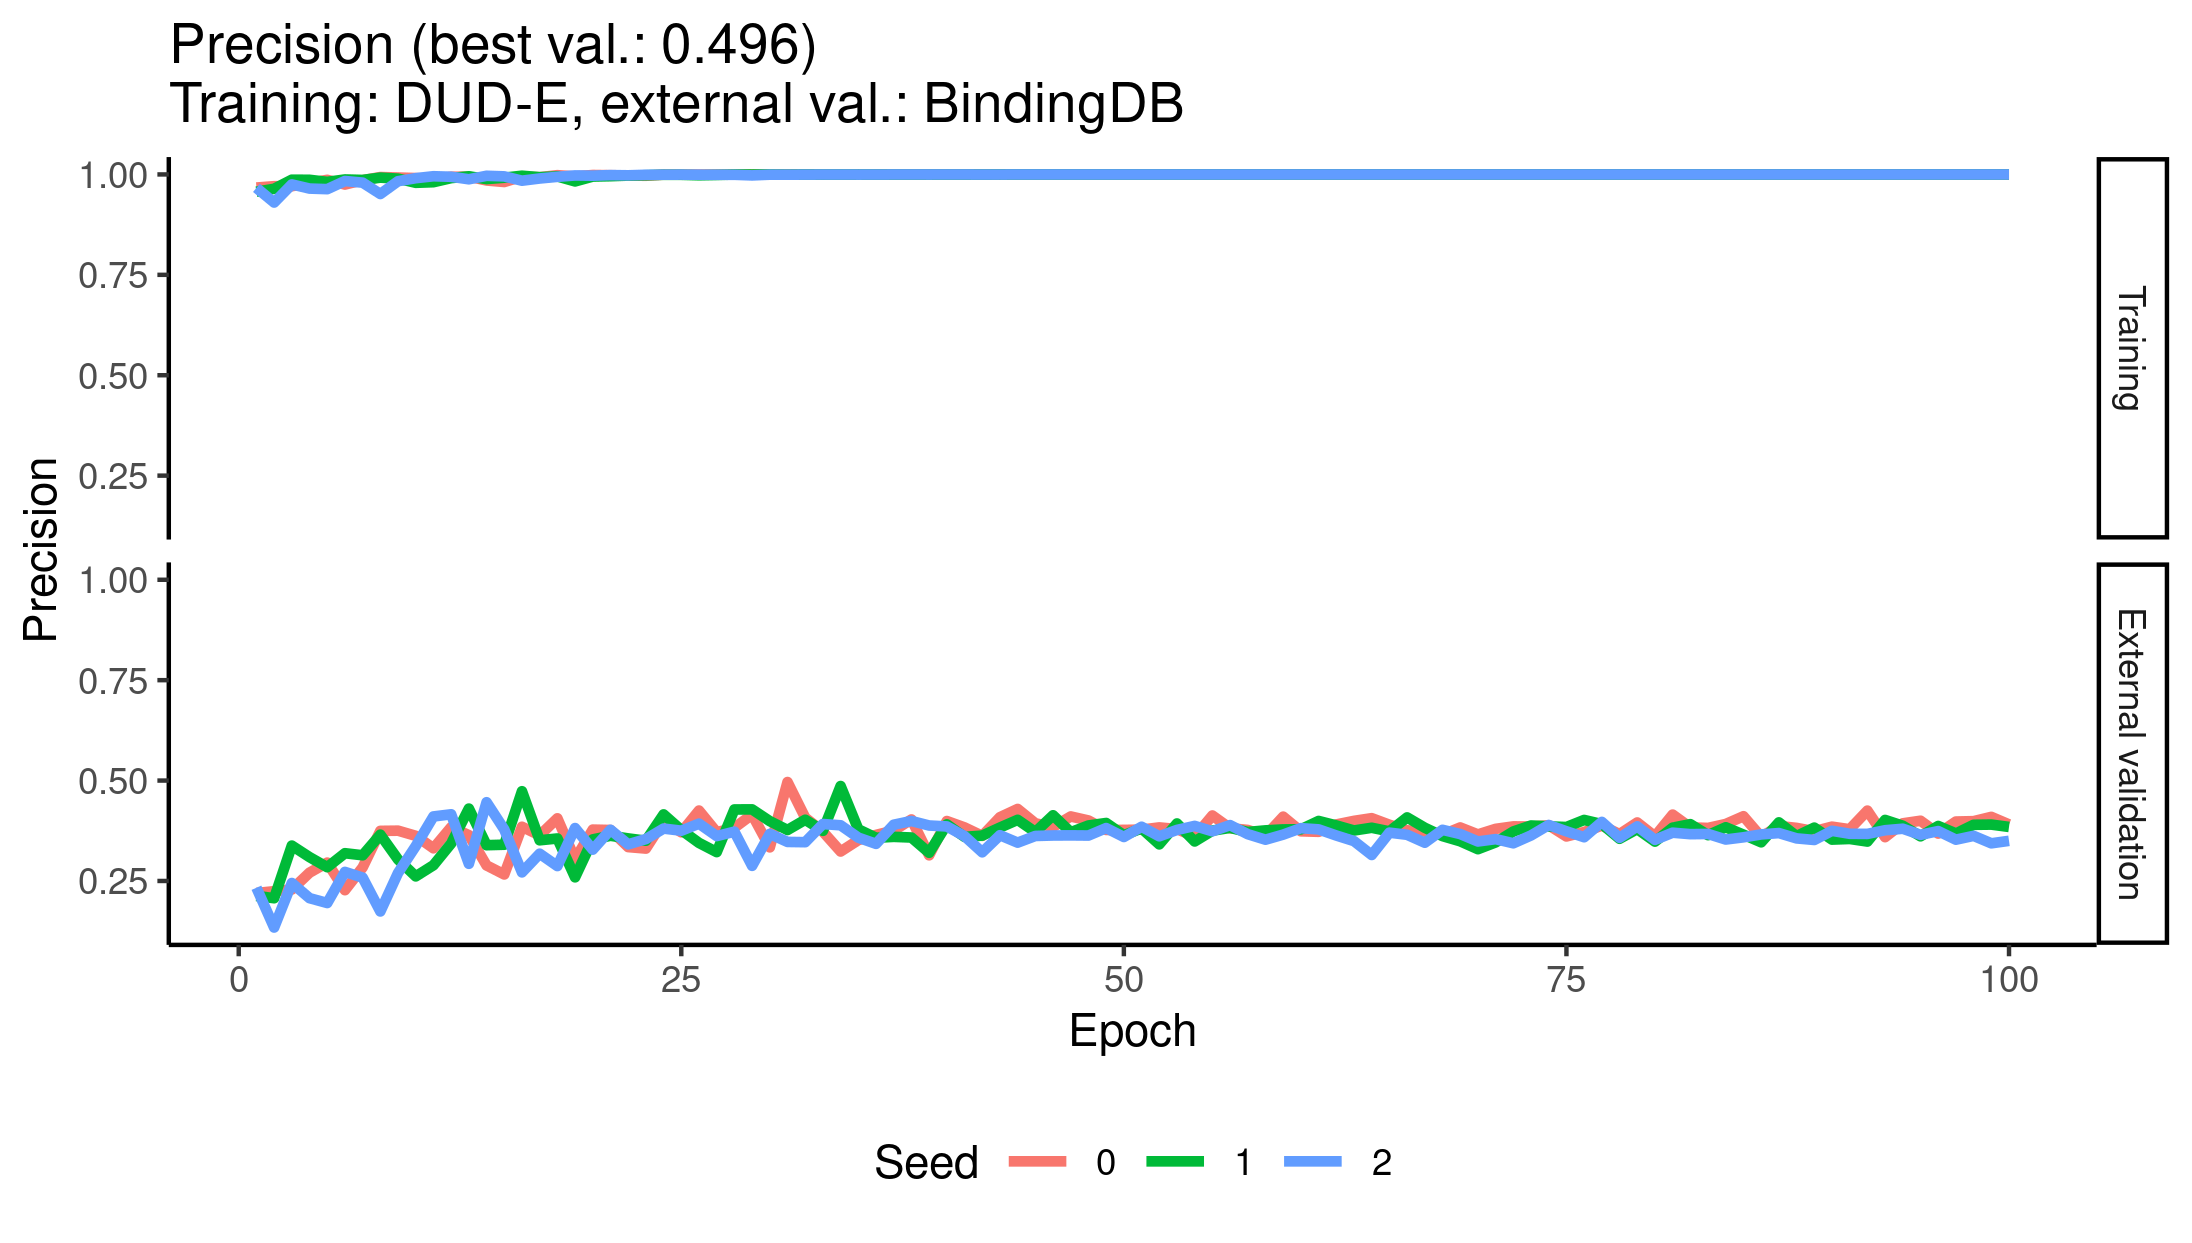 Precision (best val.: 0.496)
Training: DUD-E, external val.: BindingDB
Precision
1.00
0.75
0.50
0.25
Training
1.00
0.75
0.50
0.25
External validation
0 25 50 75 100
Epoch
Seed 0 1 2